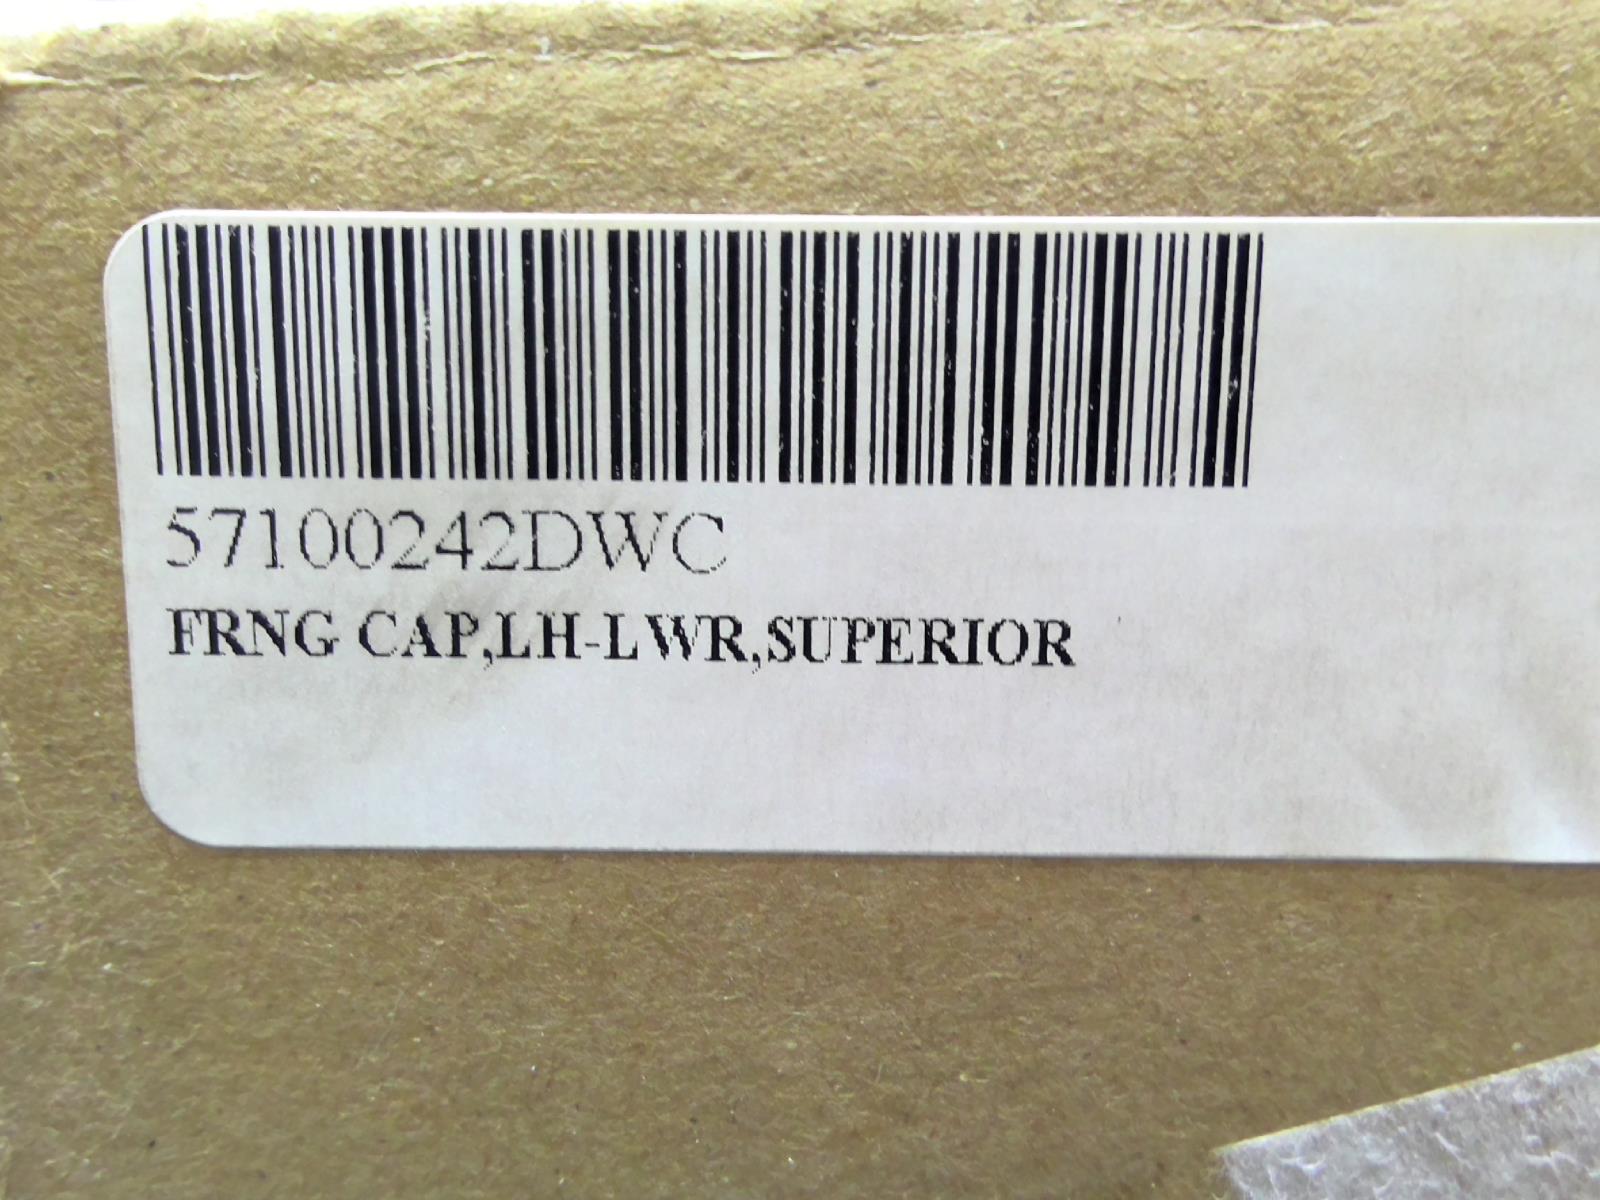 57100242DWC
FRNG CAP,LH-LWR,SUPERIOR